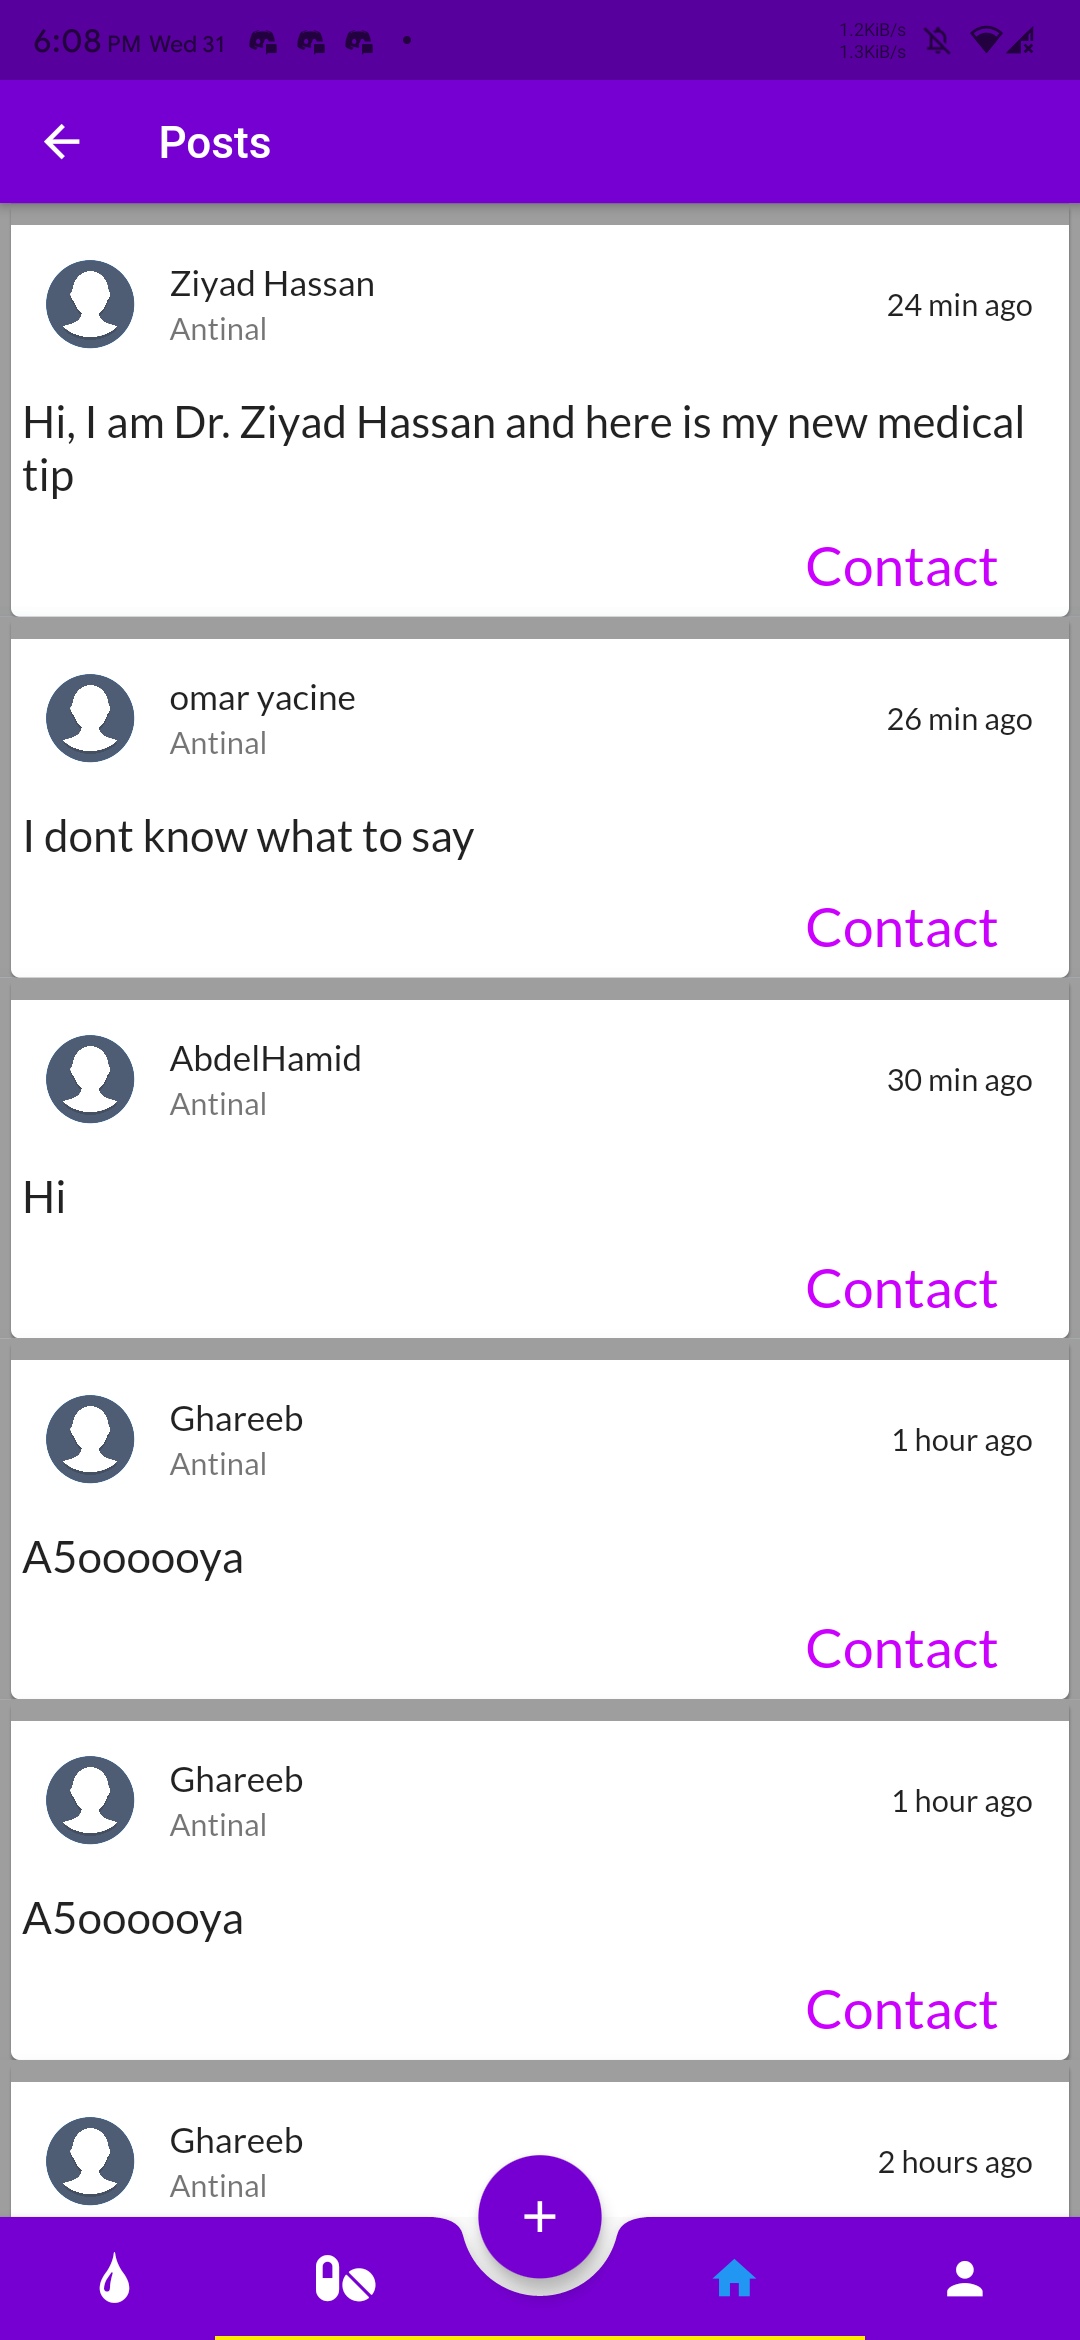 6:08 PM Wed 31
1.2KiB/s
1.3KiB/s
Posts
Ziyad Hassan
Antinal
24 min ago
Hi, I am Dr. Ziyad Hassan and here is my new medical
tip
Contact
omar yacine
Antinal
26 min ago
I dont know what to say
Contact
AbdelHamid
Antinal
30 min ago
Hi
Contact
Ghareeb
Antinal
1 hour ago
A5oooooya
Contact
Ghareeb
Antinal
1 hour ago
A5oooooya
Contact
Ghareeb
Antinal
2 hours ago